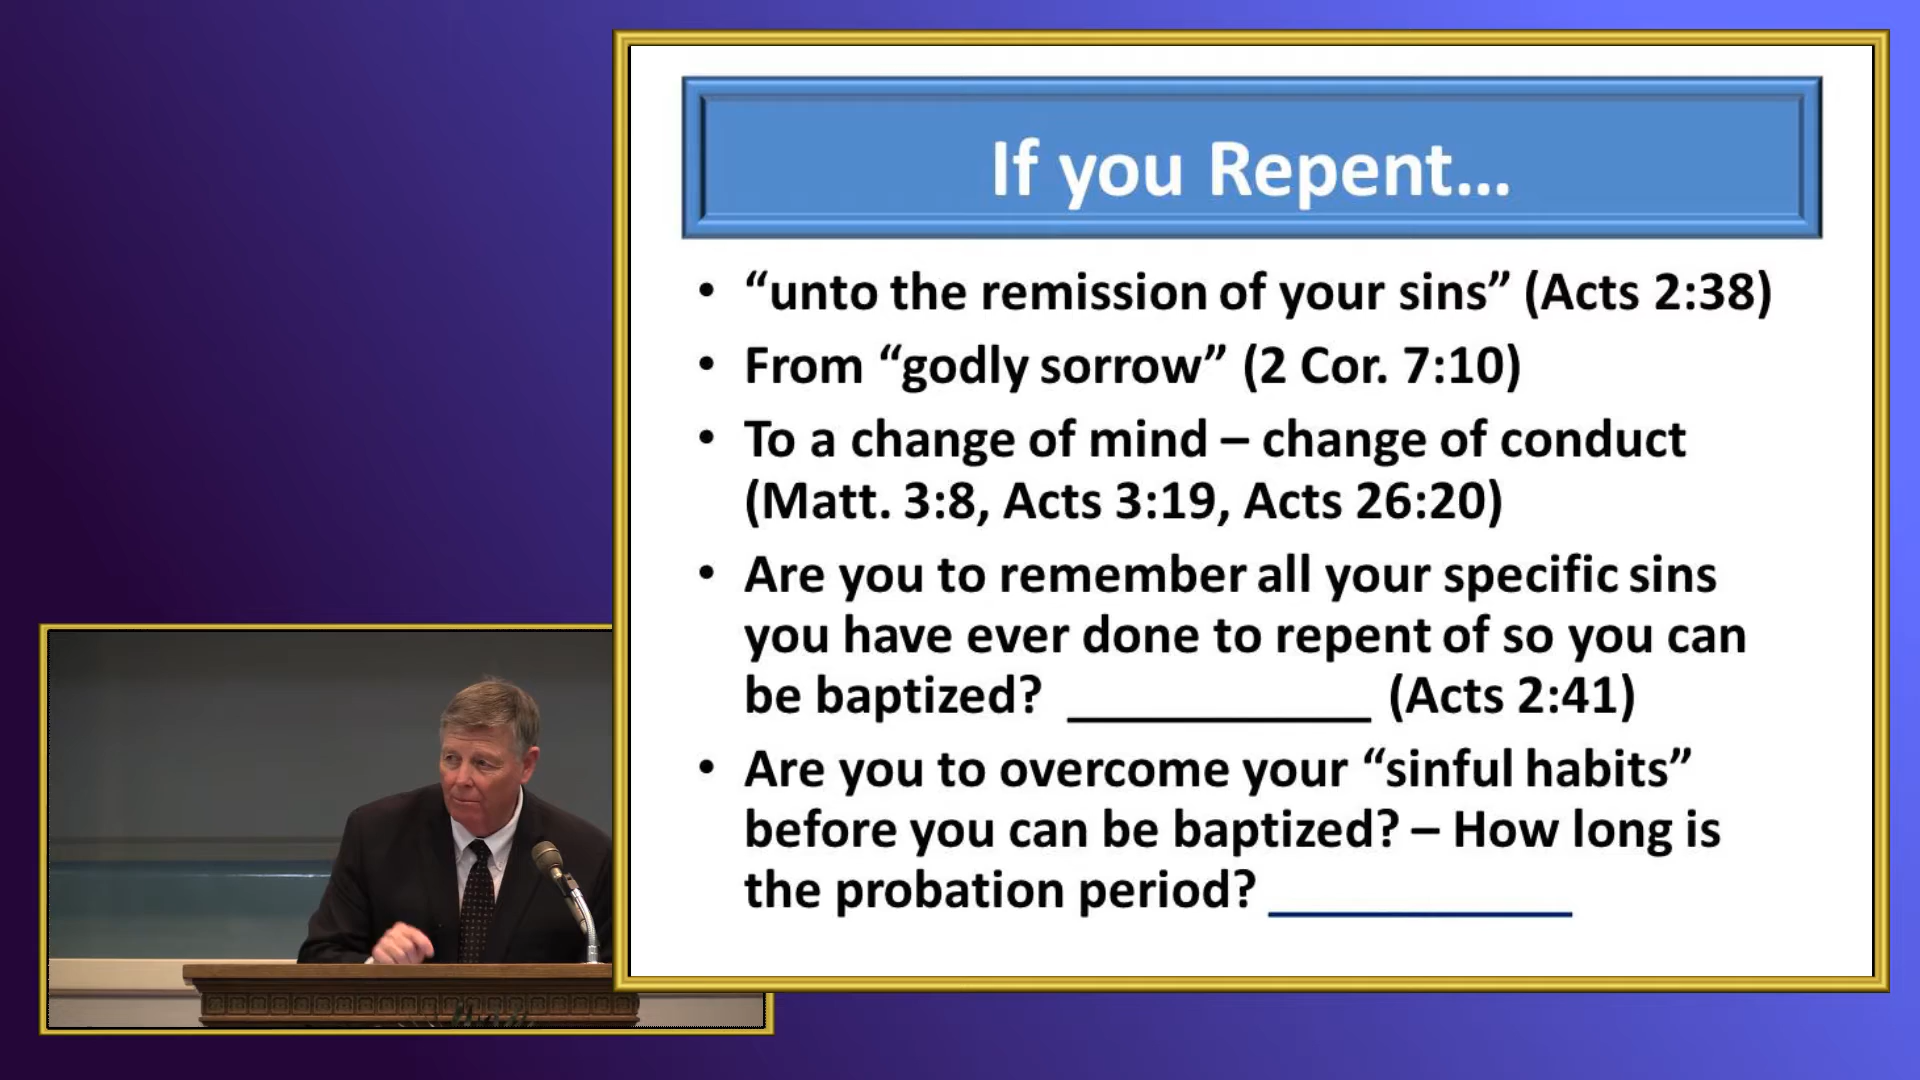 If you Repent...
• “unto the remission of your sins” (Acts 2:38)
• From “godly sorrow” (2 Cor. 7:10)
• To a change of mind – change of conduct
(Matt. 3:8, Acts 3:19, Acts 26:20)
• Are you to remember all your specific sins
you have ever done to repent of so you can
be baptized? ____________ (Acts 2:41)
• Are you to overcome your “sinful habits”
before you can be baptized? – How long is
the probation period? ____________